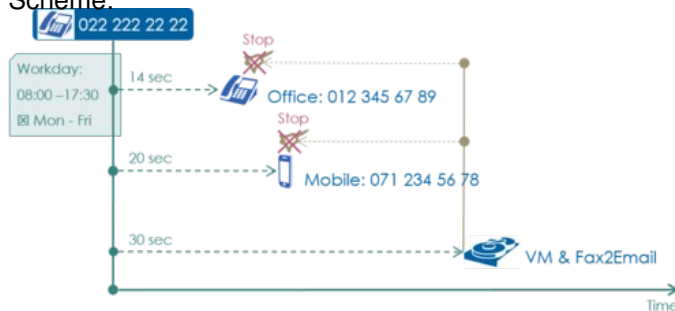 Scheme:
022 222 22 22
Stop
Workday:
08:00 –17:30
☒ Mon - Fri
14 sec
Office: 012 345 67 89
Stop
20 sec
Mobile: 071 234 56 78
30 sec
VM & Fax2Email
Time